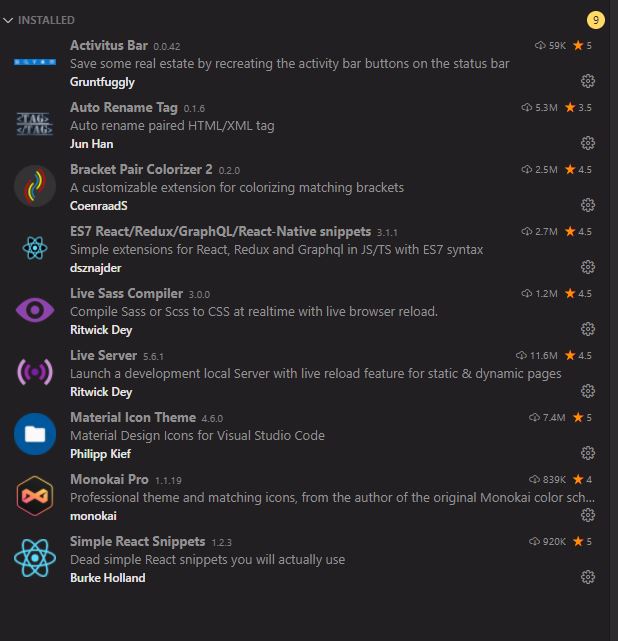 INSTALLED 9
Activitus Bar 0.0.42 59K 5
Save some real estate by recreating the activity bar buttons on the status bar
Gruntfuggly
<TAG>
</TAG>
Auto Rename Tag 0.1.6 5.3M 3.5
Auto rename paired HTML/XML tag
Jun Han
Bracket Pair Colorizer 2 0.2.0 2.5M 4.5
A customizable extension for colorizing matching brackets
CoenraadS
ES7 React/Redux/GraphQL/React-Native snippets 3.1.1 2.7M 4.5
Simple extensions for React, Redux and Graphql in JS/TS with ES7 syntax
dsznajder
Live Sass Compiler 3.0.0 1.2M 4.5
Compile Sass or Scss to CSS at realtime with live browser reload.
Ritwick Dey
Live Server 5.6.1 11.6M 4.5
Launch a development local Server with live reload feature for static & dynamic pages
Ritwick Dey
Material Icon Theme 4.6.0 7.4M 5
Material Design Icons for Visual Studio Code
Philipp Kief
Monokai Pro 1.1.19 839K 4
Professional theme and matching icons, from the author of the original Monokai color sch...
monokai
Simple React Snippets 1.2.3 920K 5
Dead simple React snippets you will actually use
Burke Holland